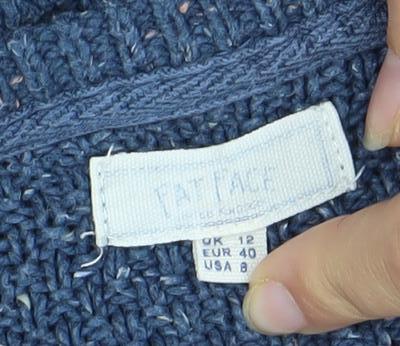 FAT FACE
UK 12
EUR 40
USA 8